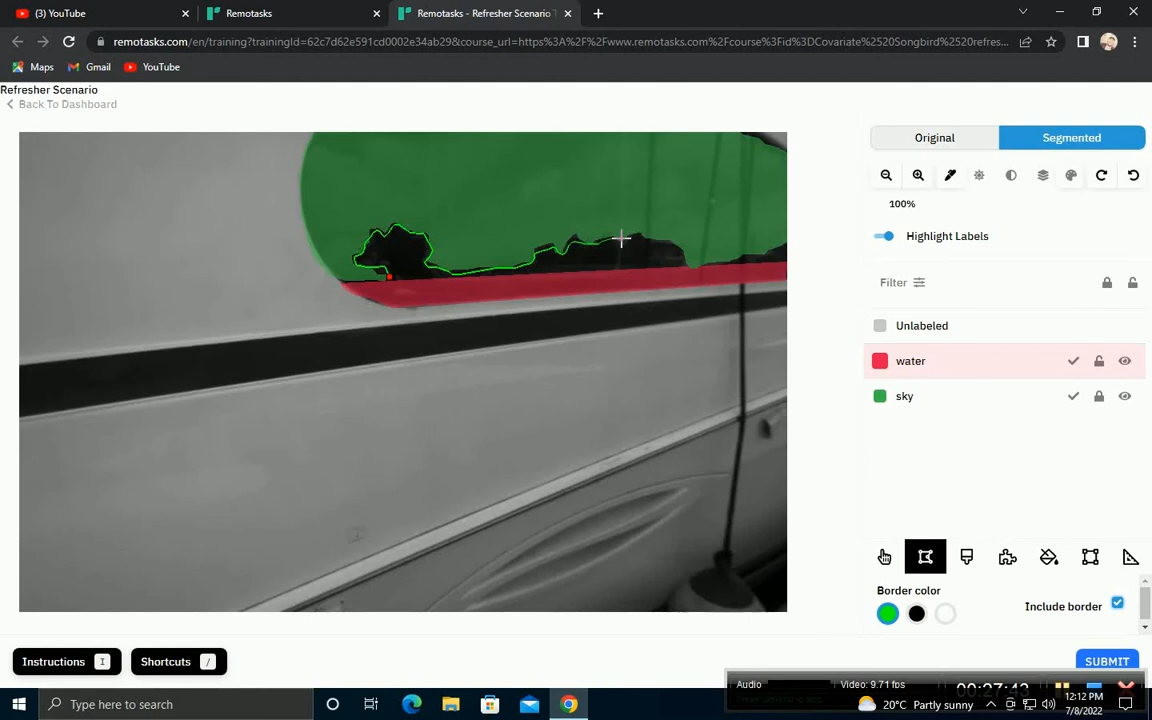 (3) YouTube
Remotasks
Remotasks - Refresher Scenario T
remotasks.com/en/training?trainingId=62c7d62e591cd0002e34ab29&course_url=https%3A%2F%2Fwww.remotasks.com%2Fcourse%3Fid%3DCovariate%2520Songbird%2520refres...
Maps
Gmail
YouTube
Refresher Scenario
Back To Dashboard
Original
Segmented
100%
Highlight Labels
Filter
Unlabeled
water
sky
Border color
Include border
Instructions I
Shortcuts /
SUBMIT
Audio
Video: 9.71 fps
00:27:43
Type here to search
20°C Partly sunny
12:12 PM
7/8/2022